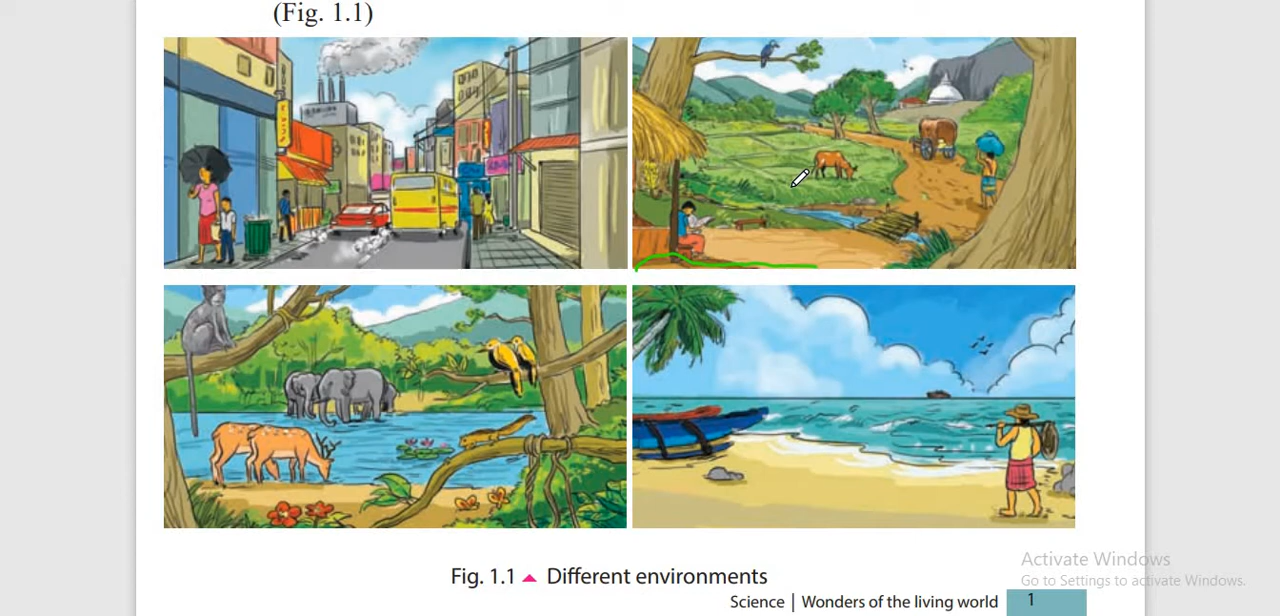 (Fig. 1.1)
Fig. 1.1 ▲ Different environments
Activate Windows
Go to Settings to activate Windows.
Science | Wonders of the living world 1